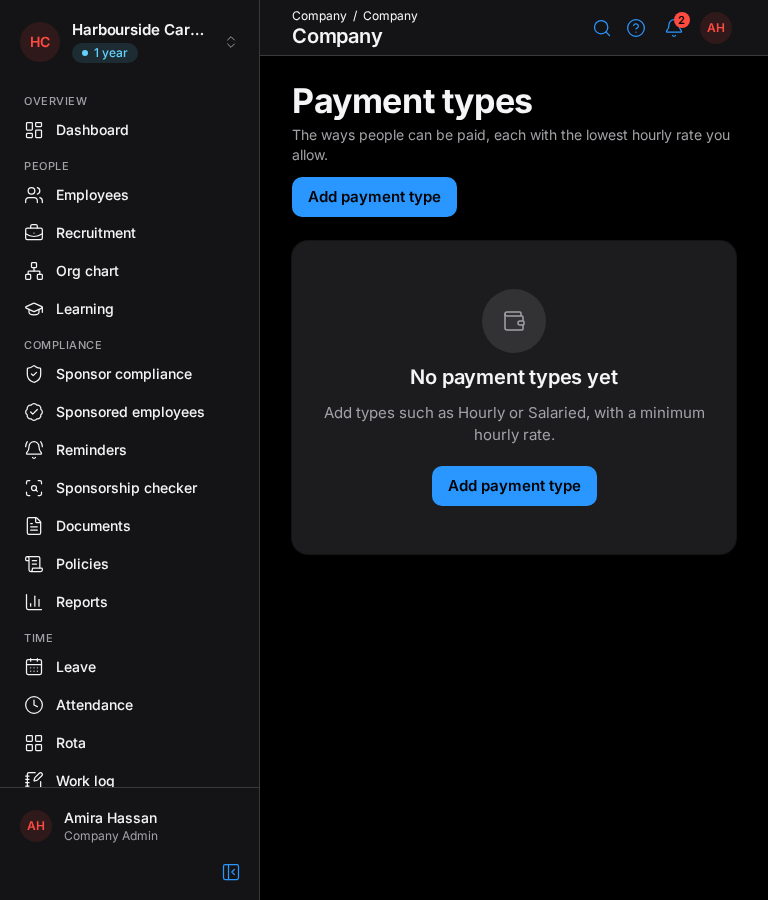 HC
Harbourside Car...
1 year
OVERVIEW
Dashboard
PEOPLE
Employees
Recruitment
Org chart
Learning
COMPLIANCE
Sponsor compliance
Sponsored employees
Reminders
Sponsorship checker
Documents
Policies
Reports
TIME
Leave
Attendance
Rota
Work log
AH
Amira Hassan
Company Admin
Company / Company
Company
2
AH
Payment types
The ways people can be paid, each with the lowest hourly rate you
allow.
Add payment type
No payment types yet
Add types such as Hourly or Salaried, with a minimum
hourly rate.
Add payment type